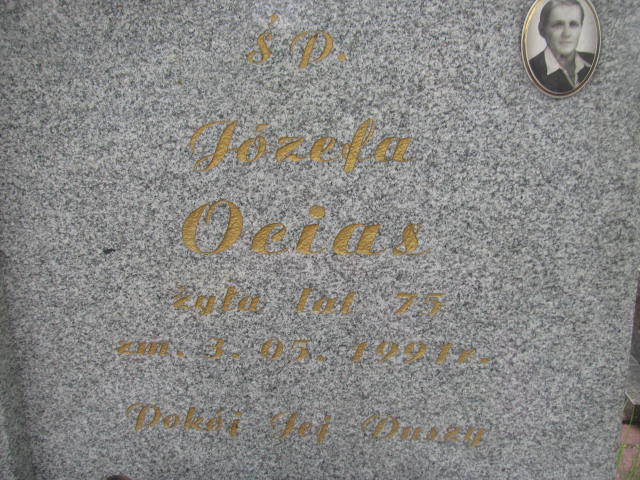 ś p.
Józefa
Ocias
żyła lat 75
zm. 3. 05. 1991r.
Pokój Jej Duszy